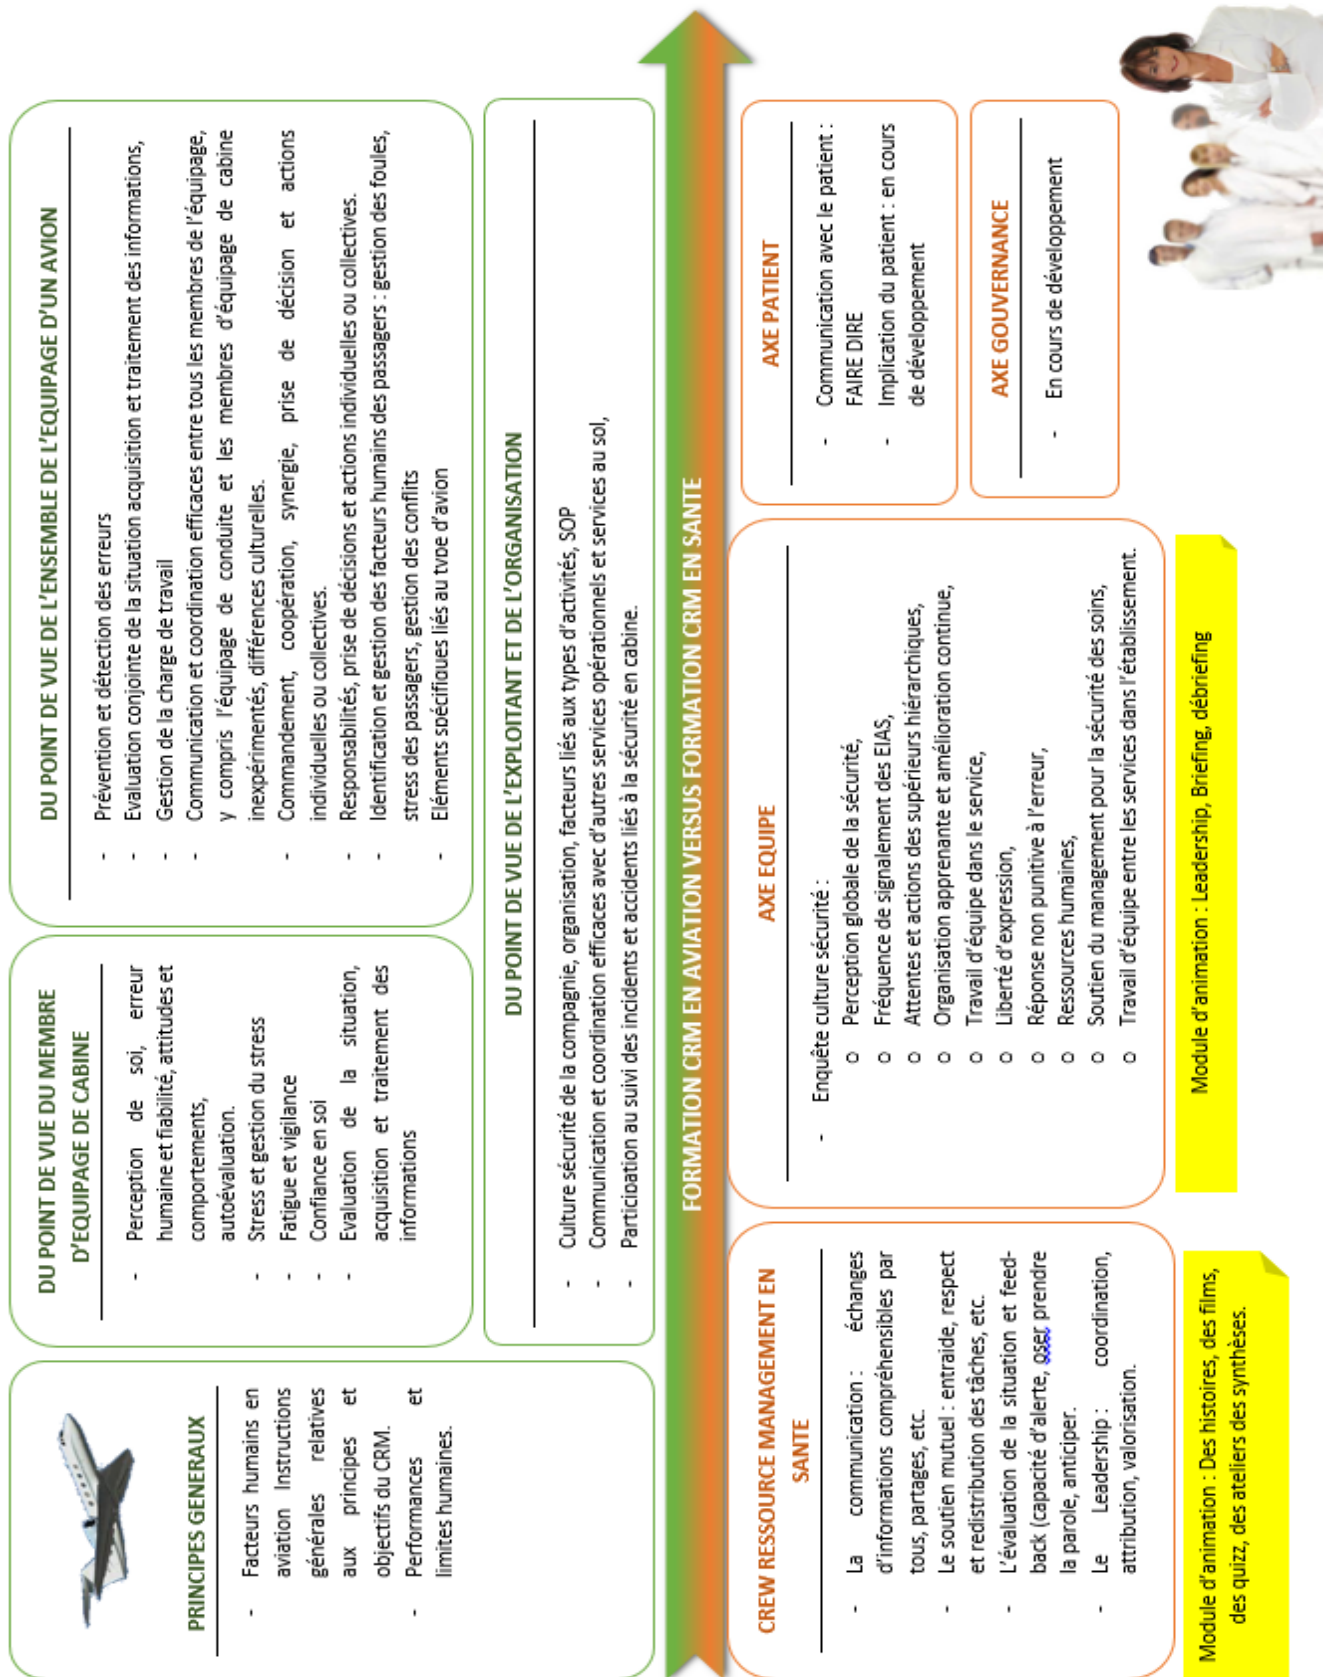 PRINCIPES GENERAUX
- Facteurs humains en
aviation Instructions
générales relatives
aux principes et
objectifs du CRM.
- Performances et
limites humaines.
DU POINT DE VUE DU MEMBRE
D'EQUIPAGE DE CABINE
- Perception de soi, erreur
humaine et fiabilité, attitudes et
comportements,
autoévaluation.
- Stress et gestion du stress
- Fatigue et vigilance
- Confiance en soi
- Evaluation de la situation,
acquisition et traitement des
informations
DU POINT DE VUE DE L'ENSEMBLE DE L'EQUIPAGE D'UN AVION
- Prévention et détection des erreurs
- Evaluation conjointe de la situation acquisition et traitement des informations,
- Gestion de la charge de travail
- Communication et coordination efficaces entre tous les membres de l'équipage,
y compris l'équipage de conduite et les membres d'équipage de cabine
inexpérimentés, différences culturelles.
- Commandement, coopération, synergie, prise de décision et actions
individuelles ou collectives.
- Responsabilités, prise de décisions et actions individuelles ou collectives.
- Identification et gestion des facteurs humains des passagers : gestion des foules,
stress des passagers, gestion des conflits
- Eléments spécifiques liés au type d'avion
DU POINT DE VUE DE L'EXPLOITANT ET DE L'ORGANISATION
- Culture sécurité de la compagnie, organisation, facteurs liés aux types d'activités, SOP
- Communication et coordination efficaces avec d'autres services opérationnels et services au sol,
- Participation au suivi des incidents et accidents liés à la sécurité en cabine.
FORMATION CRM EN AVIATION VERSUS FORMATION CRM EN SANTE
CREW RESSOURCE MANAGEMENT EN
SANTE
- La communication : échanges
d'informations compréhensibles par
tous, partages, etc.
- Le soutien mutuel : entraide, respect
et redistribution des tâches, etc.
- L'évaluation de la situation et feed-
back (capacité d'alerte, oser prendre
la parole, anticiper.
- Le Leadership : coordination,
attribution, valorisation.
Module d'animation : Des histoires, des films,
des quizz, des ateliers des synthèses.
AXE EQUIPE
- Enquête culture sécurité :
o Perception globale de la sécurité,
o Fréquence de signalement des EIAS,
o Attentes et actions des supérieurs hiérarchiques,
o Organisation apprenante et amélioration continue,
o Travail d'équipe dans le service,
o Liberté d'expression,
o Réponse non punitive à l'erreur,
o Ressources humaines,
o Soutien du management pour la sécurité des soins,
o Travail d'équipe entre les services dans l'établissement.
Module d'animation : Leadership, Briefing, débriefing
AXE PATIENT
- Communication avec le patient :
FAIRE DIRE
- Implication du patient : en cours
de développement
AXE GOUVERNANCE
- En cours de développement